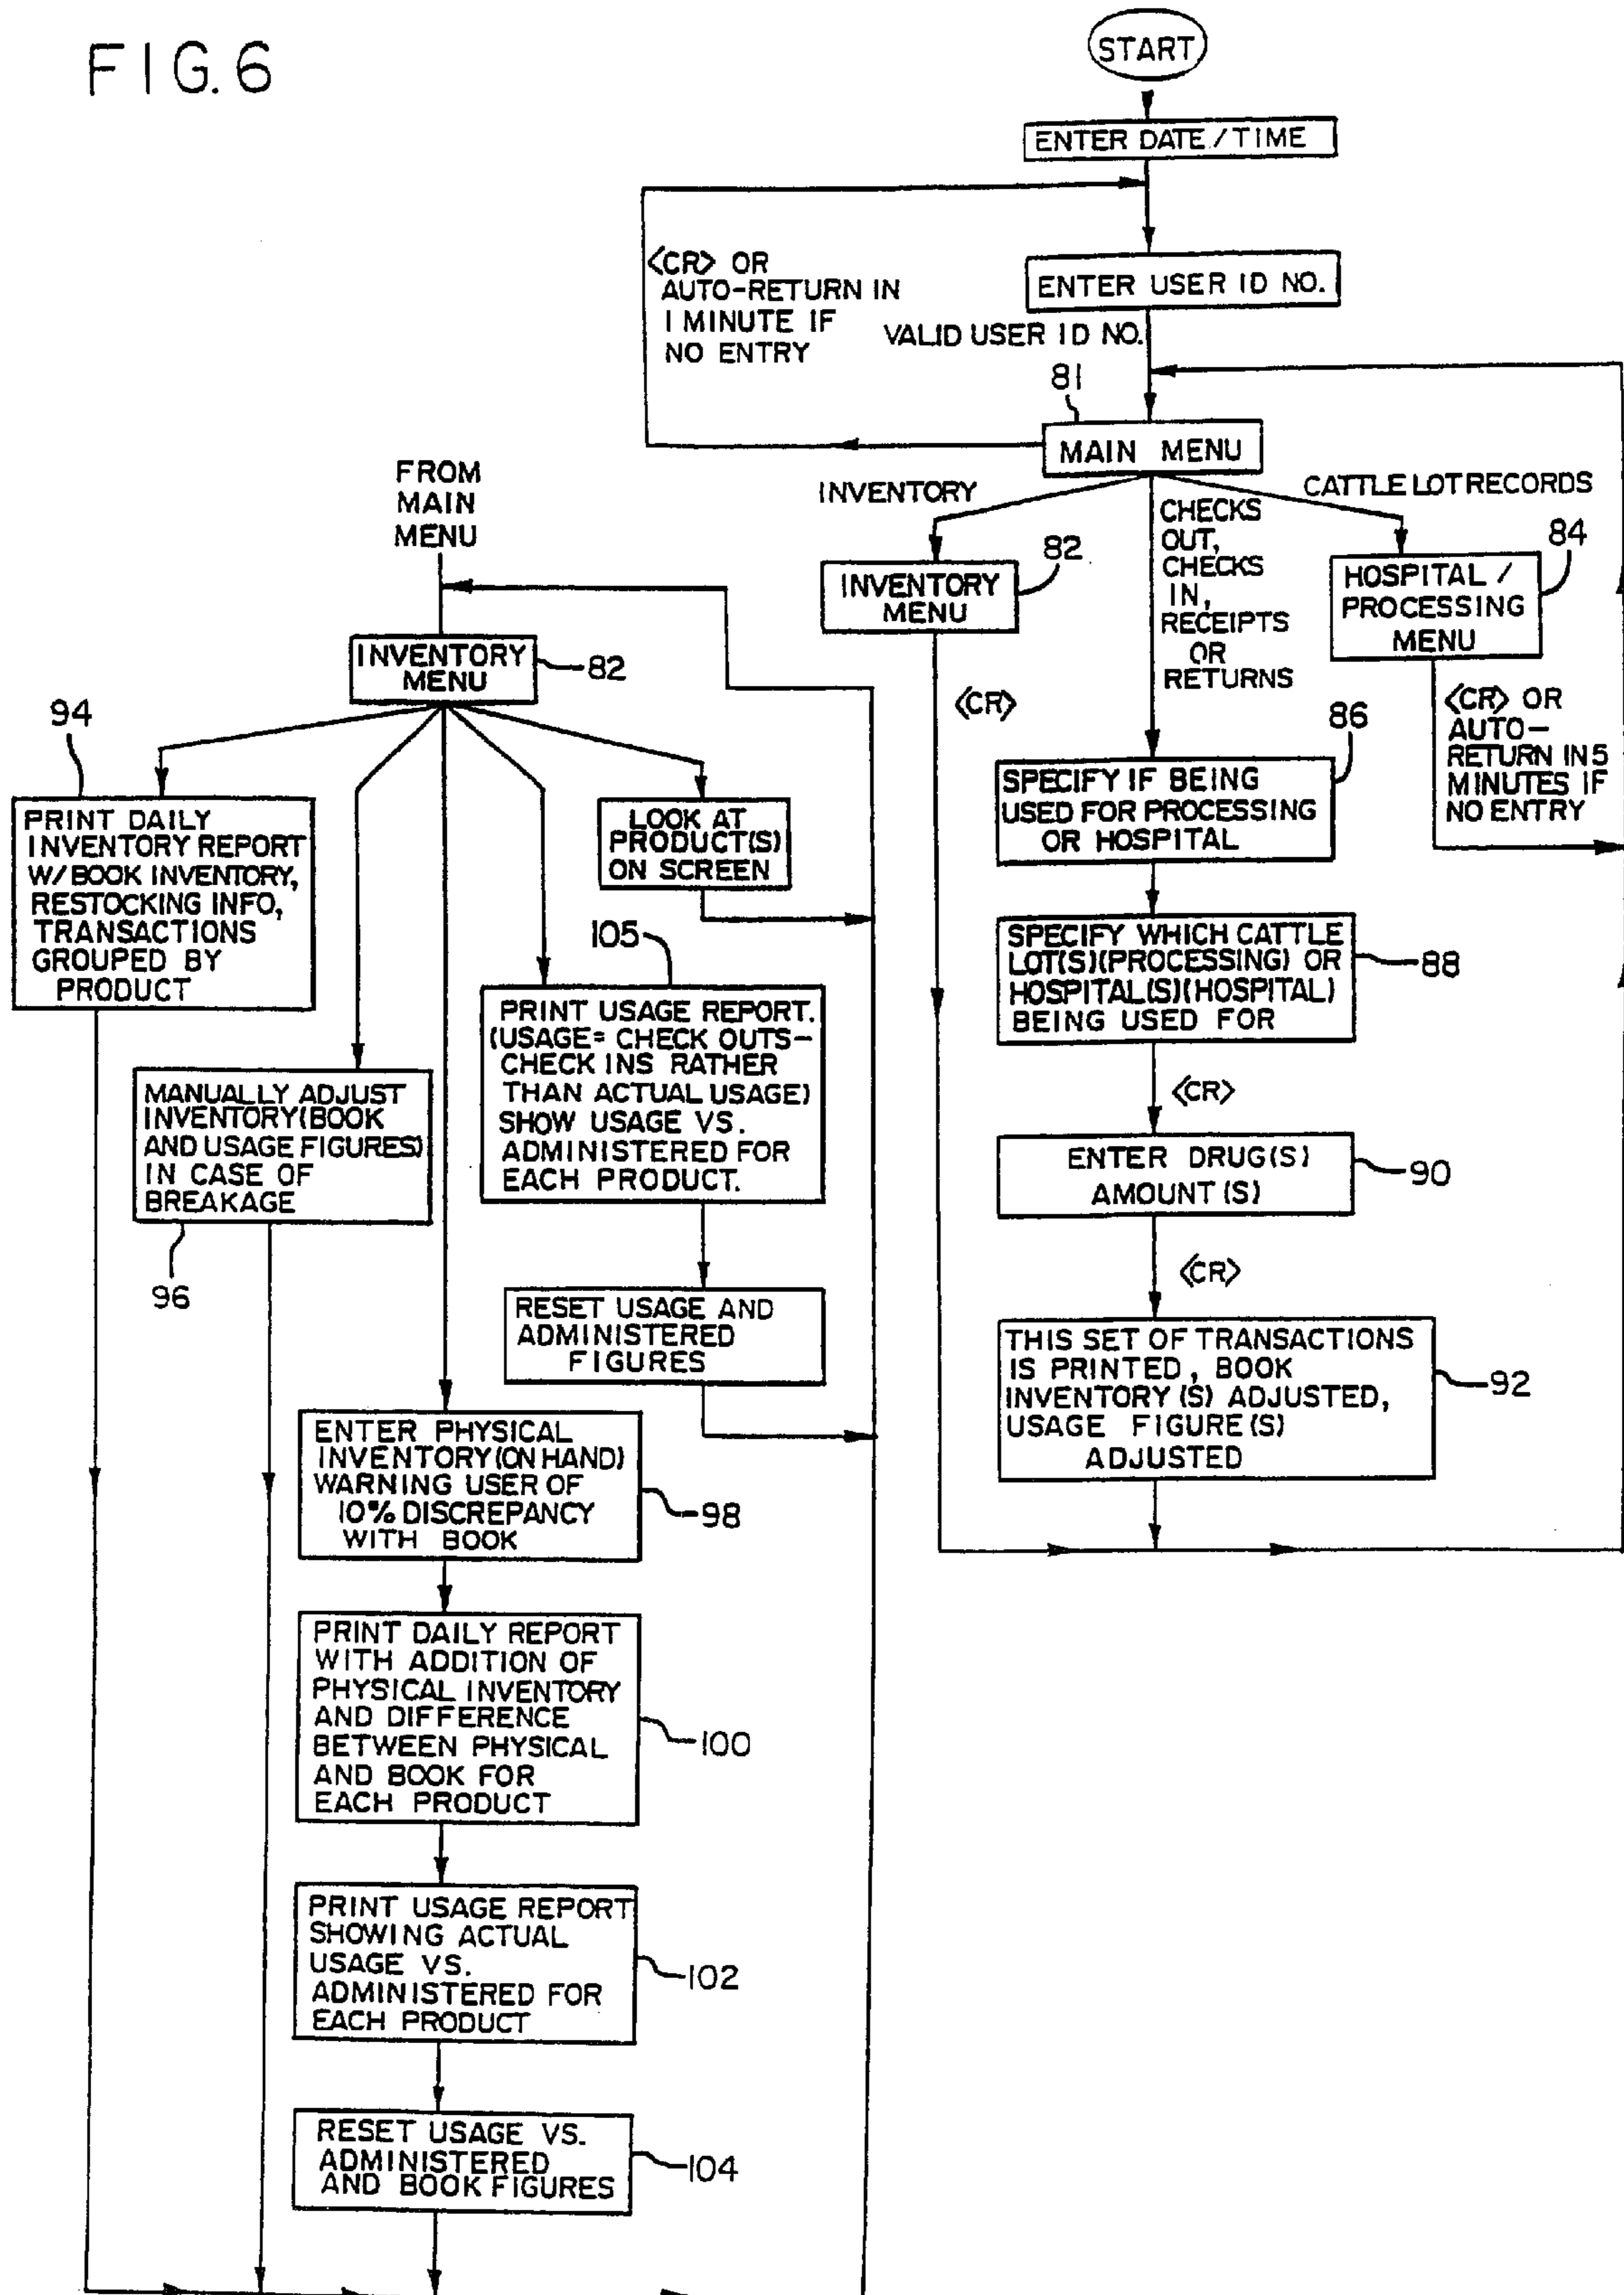 FIG. 6
START
ENTER DATE / TIME
<CR> OR
AUTO-RETURN IN
1 MINUTE IF
NO ENTRY
ENTER USER ID NO.
VALID USER ID NO.
81
MAIN MENU
INVENTORY
CHECKS
OUT,
CHECKS
IN,
RECEIPTS
OR
RETURNS
CATTLE LOT RECORDS
82
INVENTORY
MENU
84
HOSPITAL /
PROCESSING
MENU
<CR>
<CR> OR
AUTO-
RETURN IN 5
MINUTES IF
NO ENTRY
86
SPECIFY IF BEING
USED FOR PROCESSING
OR HOSPITAL
SPECIFY WHICH CATTLE
LOT(S)(PROCESSING) OR
HOSPITAL(S)(HOSPITAL)
BEING USED FOR
88
<CR>
ENTER DRUG(S)
AMOUNT(S)
90
<CR>
THIS SET OF TRANSACTIONS
IS PRINTED, BOOK
INVENTORY(S) ADJUSTED,
USAGE FIGURE(S)
ADJUSTED
92
FROM
MAIN
MENU
INVENTORY
MENU
82
94
PRINT DAILY
INVENTORY REPORT
W/BOOK INVENTORY,
RESTOCKING INFO,
TRANSACTIONS
GROUPED BY
PRODUCT
MANUALLY ADJUST
INVENTORY(BOOK
AND USAGE FIGURES)
IN CASE OF
BREAKAGE
96
LOOK AT
PRODUCT(S)
ON SCREEN
105
PRINT USAGE REPORT.
(USAGE= CHECK OUTS-
CHECK INS RATHER
THAN ACTUAL USAGE)
SHOW USAGE VS.
ADMINISTERED FOR
EACH PRODUCT.
RESET USAGE AND
ADMINISTERED
FIGURES
ENTER PHYSICAL
INVENTORY(ON HAND)
WARNING USER OF
10% DISCREPANCY
WITH BOOK
98
PRINT DAILY REPORT
WITH ADDITION OF
PHYSICAL INVENTORY
AND DIFFERENCE
BETWEEN PHYSICAL
AND BOOK FOR
EACH PRODUCT
100
PRINT USAGE REPORT
SHOWING ACTUAL
USAGE VS.
ADMINISTERED FOR
EACH PRODUCT
102
RESET USAGE VS.
ADMINISTERED
AND BOOK FIGURES
104